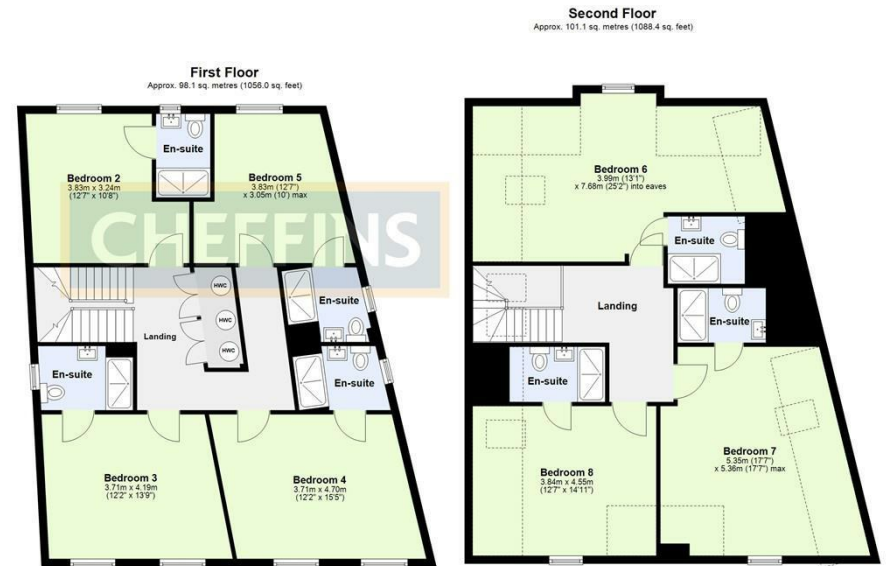 Second Floor
Approx. 101.1 sq. metres (1088.4 sq. feet)
First Floor
Approx. 98.1 sq. metres (1056.0 sq. feet)
Bedroom 2
3.83m x 3.24m
(12'7" x 10'8")
En-suite
Bedroom 5
3.83m (12'7")
x 3.05m (10') max
CHEFFINS
HWC
HWC
HWC
Landing
En-suite
En-suite
En-suite
Bedroom 3
3.71m x 4.19m
(12'2" x 13'9")
Bedroom 4
3.71m x 4.70m
(12'2" x 15'5")
Bedroom 6
3.99m (13'1")
x 7.68m (25'2") into eaves
En-suite
Landing
En-suite
En-suite
Bedroom 8
3.84m x 4.55m
(12'7" x 14'11")
Bedroom 7
5.35m (17'7")
x 5.36m (17'7") max